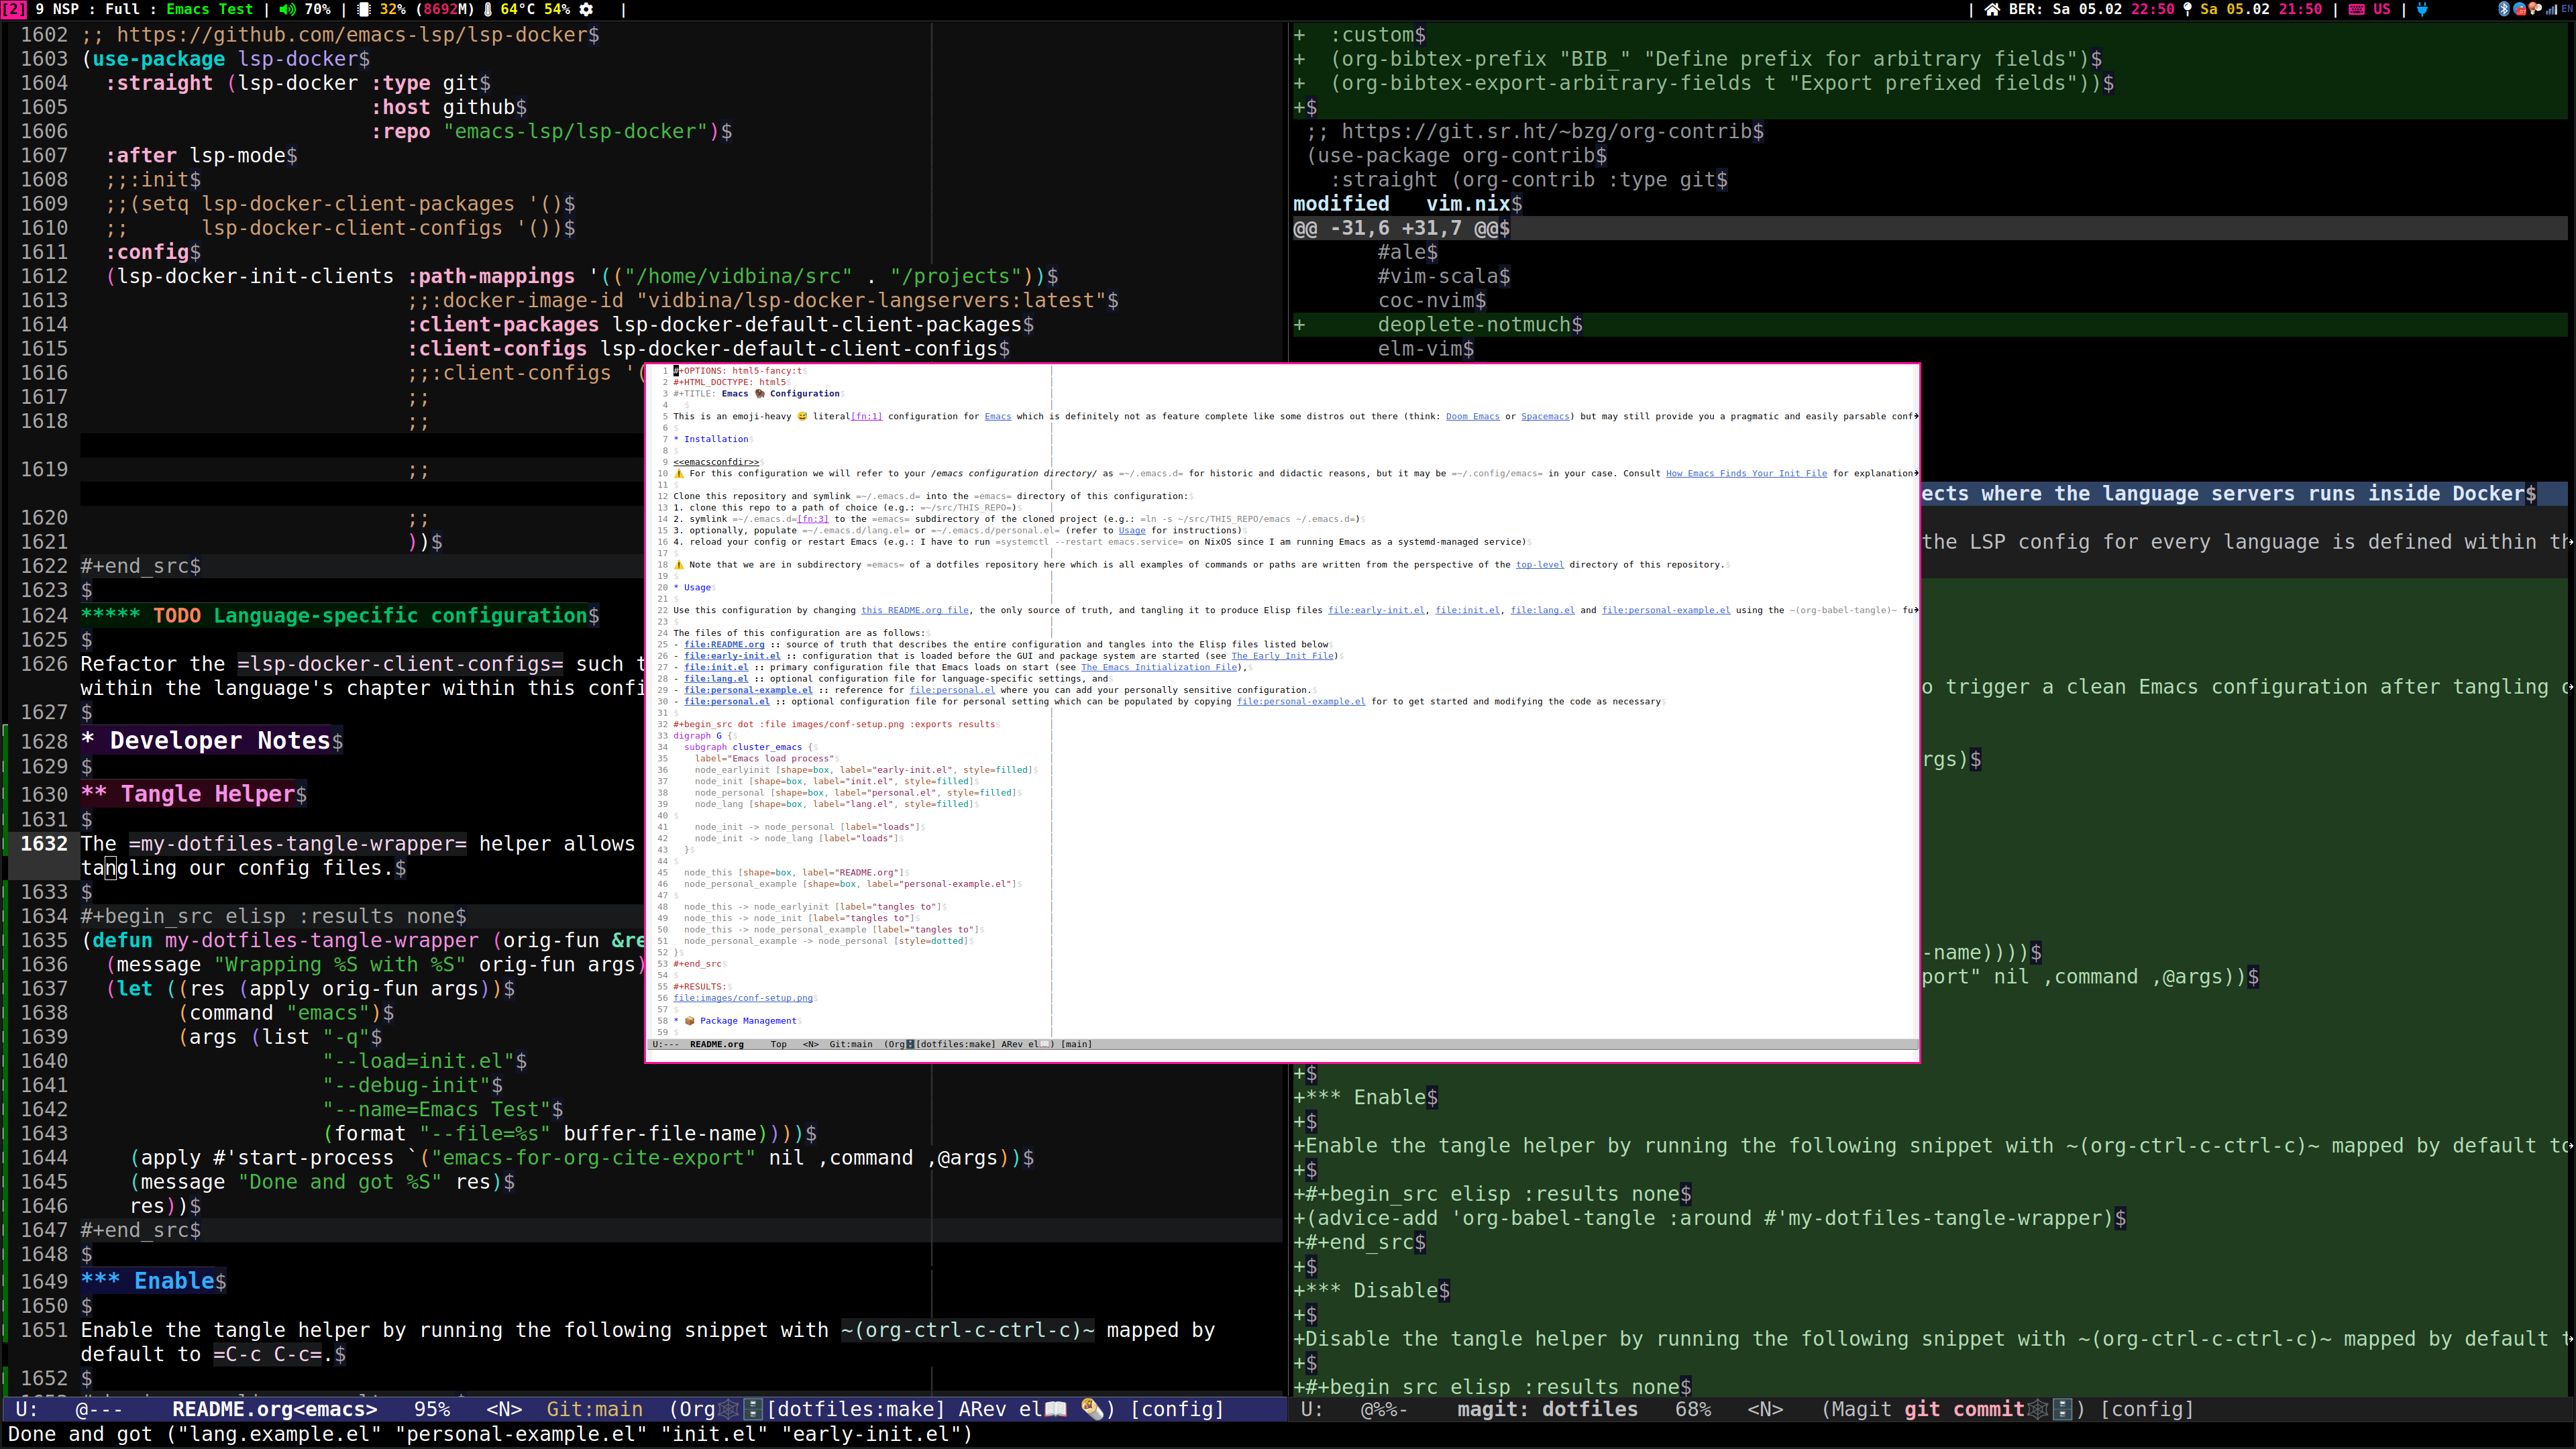 [2] 9 NSP : Full : Emacs Test | 70% | 32% (8692M) 64°C 54% |
| BER: Sa 05.02 22:50 Sa 05.02 21:50 | US | EN
1602 ;; https://github.com/emacs-lsp/lsp-docker$
1603 (use-package lsp-docker$
1604   :straight (lsp-docker :type git$
1605                         :host github$
1606                         :repo "emacs-lsp/lsp-docker")$
1607   :after lsp-mode$
1608   ;;:init$
1609   ;;(setq lsp-docker-client-packages '()$
1610   ;;      lsp-docker-client-configs '())$
1611   :config$
1612   (lsp-docker-init-clients :path-mappings '(("/home/vidbina/src" . "/projects"))$
1613                            ;;:docker-image-id "vidbina/lsp-docker-langservers:latest"$
1614                            :client-packages lsp-docker-default-client-packages$
1615                            :client-configs lsp-docker-default-client-configs$
1616                            ;;:client-configs '(
1617                            ;;
1618                            ;;
1619                            ;;
1620                            ;;
1621                            ))$
1622 #+end_src$
1623 $
1624 ***** TODO Language-specific configuration$
1625 $
1626 Refactor the =lsp-docker-client-configs= such t
within the language's chapter within this confi
1627 $
1628 * Developer Notes$
1629 $
1630 ** Tangle Helper$
1631 $
1632 The =my-dotfiles-tangle-wrapper= helper allows
tangling our config files.$
1633 $
1634 #+begin_src elisp :results none$
1635 (defun my-dotfiles-tangle-wrapper (orig-fun &re
1636   (message "Wrapping %S with %S" orig-fun args)
1637   (let ((res (apply orig-fun args))$
1638         (command "emacs")$
1639         (args (list "-q"$
1640                     "--load=init.el"$
1641                     "--debug-init"$
1642                     "--name=Emacs Test"$
1643                     (format "--file=%s" buffer-file-name))))$
1644     (apply #'start-process `("emacs-for-org-cite-export" nil ,command ,@args))$
1645     (message "Done and got %S" res)$
1646     res))$
1647 #+end_src$
1648 $
1649 *** Enable$
1650 $
1651 Enable the tangle helper by running the following snippet with ~(org-ctrl-c-ctrl-c)~ mapped by
default to =C-c C-c=.$
1652 $
U:   @---    README.org<emacs>   95%   <N>  Git:main  (Org [dotfiles:make] ARev el ) [config]
Done and got ("lang.example.el" "personal-example.el" "init.el" "early-init.el")
+  :custom$
+  (org-bibtex-prefix "BIB_" "Define prefix for arbitrary fields")$
+  (org-bibtex-export-arbitrary-fields t "Export prefixed fields"))$
+$
 ;; https://git.sr.ht/~bzg/org-contrib$
 (use-package org-contrib$
   :straight (org-contrib :type git$
modified   vim.nix$
@@ -31,6 +31,7 @@$
       #ale$
       #vim-scala$
       coc-nvim$
+      deoplete-notmuch$
       elm-vim$
ects where the language servers runs inside Docker$
the LSP config for every language is defined within th
o trigger a clean Emacs configuration after tangling o
rgs)$
-name))))$
port" nil ,command ,@args))$
+$
+*** Enable$
+$
+Enable the tangle helper by running the following snippet with ~(org-ctrl-c-ctrl-c)~ mapped by default to
+$
+#+begin_src elisp :results none$
+(advice-add 'org-babel-tangle :around #'my-dotfiles-tangle-wrapper)$
+#+end_src$
+$
+*** Disable$
+$
+Disable the tangle helper by running the following snippet with ~(org-ctrl-c-ctrl-c)~ mapped by default t
+$
+#+begin_src elisp :results none$
U:   @%%-    magit: dotfiles   68%   <N>   (Magit git commit ) [config]
1 #+OPTIONS: html5-fancy:t$
2 #+HTML_DOCTYPE: html5$
3 #+TITLE: Emacs 🦬 Configuration$
4 $
5 This is an emoji-heavy 😅 literal[fn:1] configuration for Emacs which is definitely not as feature complete like some distros out there (think: Doom Emacs or Spacemacs) but may still provide you a pragmatic and easily parsable conf
6 $
7 * Installation$
8 $
9 <<emacsconfdir>>$
10 ⚠️ For this configuration we will refer to your /emacs configuration directory/ as =~/.emacs.d= for historic and didactic reasons, but it may be =~/.config/emacs= in your case. Consult How Emacs Finds Your Init File for explanation
11 $
12 Clone this repository and symlink =~/.emacs.d= into the =emacs= directory of this configuration:$
13 1. clone this repo to a path of choice (e.g.: =~/src/THIS_REPO=)$
14 2. symlink =~/.emacs.d=[fn:3] to the =emacs= subdirectory of the cloned project (e.g.: =ln -s ~/src/THIS_REPO/emacs ~/.emacs.d=)$
15 3. optionally, populate =~/.emacs.d/lang.el= or =~/.emacs.d/personal.el= (refer to Usage for instructions)$
16 4. reload your config or restart Emacs (e.g.: I have to run =systemctl --restart emacs.service= on NixOS since I am running Emacs as a systemd-managed service)$
17 $
18 ⚠️ Note that we are in subdirectory =emacs= of a dotfiles repository here which is all examples of commands or paths are written from the perspective of the top-level directory of this repository.$
19 $
20 * Usage$
21 $
22 Use this configuration by changing this README.org file, the only source of truth, and tangling it to produce Elisp files file:early-init.el, file:init.el, file:lang.el and file:personal-example.el using the ~(org-babel-tangle)~ fu
23 $
24 The files of this configuration are as follows:$
25 - file:README.org :: source of truth that describes the entire configuration and tangles into the Elisp files listed below$
26 - file:early-init.el :: configuration that is loaded before the GUI and package system are started (see The Early Init File)$
27 - file:init.el :: primary configuration file that Emacs loads on start (see The Emacs Initialization File),$
28 - file:lang.el :: optional configuration file for language-specific settings, and$
29 - file:personal-example.el :: reference for file:personal.el where you can add your personally sensitive configuration.$
30 - file:personal.el :: optional configuration file for personal setting which can be populated by copying file:personal-example.el for to get started and modifying the code as necessary$
31 $
32 #+begin_src dot :file images/conf-setup.png :exports results$
33 digraph G {$
34   subgraph cluster_emacs {$
35     label="Emacs load process"$
36     node_earlyinit [shape=box, label="early-init.el", style=filled]$
37     node_init [shape=box, label="init.el", style=filled]$
38     node_personal [shape=box, label="personal.el", style=filled]$
39     node_lang [shape=box, label="lang.el", style=filled]$
40 $
41     node_init -> node_personal [label="loads"]$
42     node_init -> node_lang [label="loads"]$
43   }$
44 $
45   node_this [shape=box, label="README.org"]$
46   node_personal_example [shape=box, label="personal-example.el"]$
47 $
48   node_this -> node_earlyinit [label="tangles to"]$
49   node_this -> node_init [label="tangles to"]$
50   node_this -> node_personal_example [label="tangles to"]$
51   node_personal_example -> node_personal [style=dotted]$
52 }$
53 #+end_src$
54 $
55 #+RESULTS:$
56 file:images/conf-setup.png$
57 $
58 * 📦 Package Management$
59 $
U:---  README.org     Top   <N>  Git:main  (Org [dotfiles:make] ARev el ) [main]